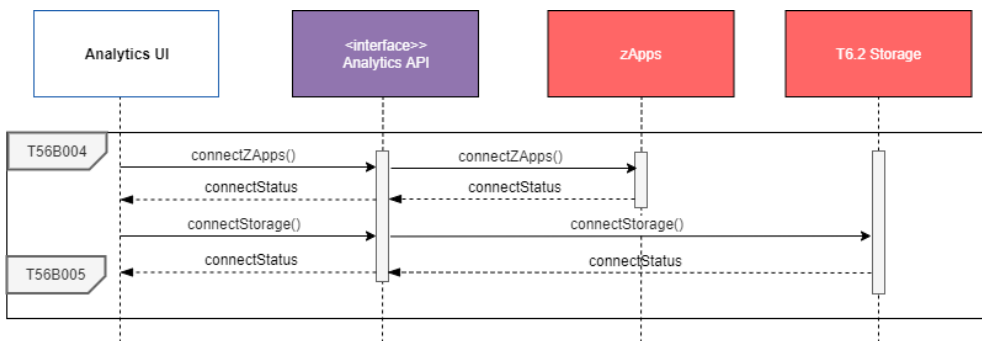 Analytics UI
<interface>>
Analytics API
zApps
T6.2 Storage
T56B004
connectZApps()
connectZApps()
connectStatus
connectStatus
connectStorage()
connectStorage()
connectStatus
connectStatus
T56B005